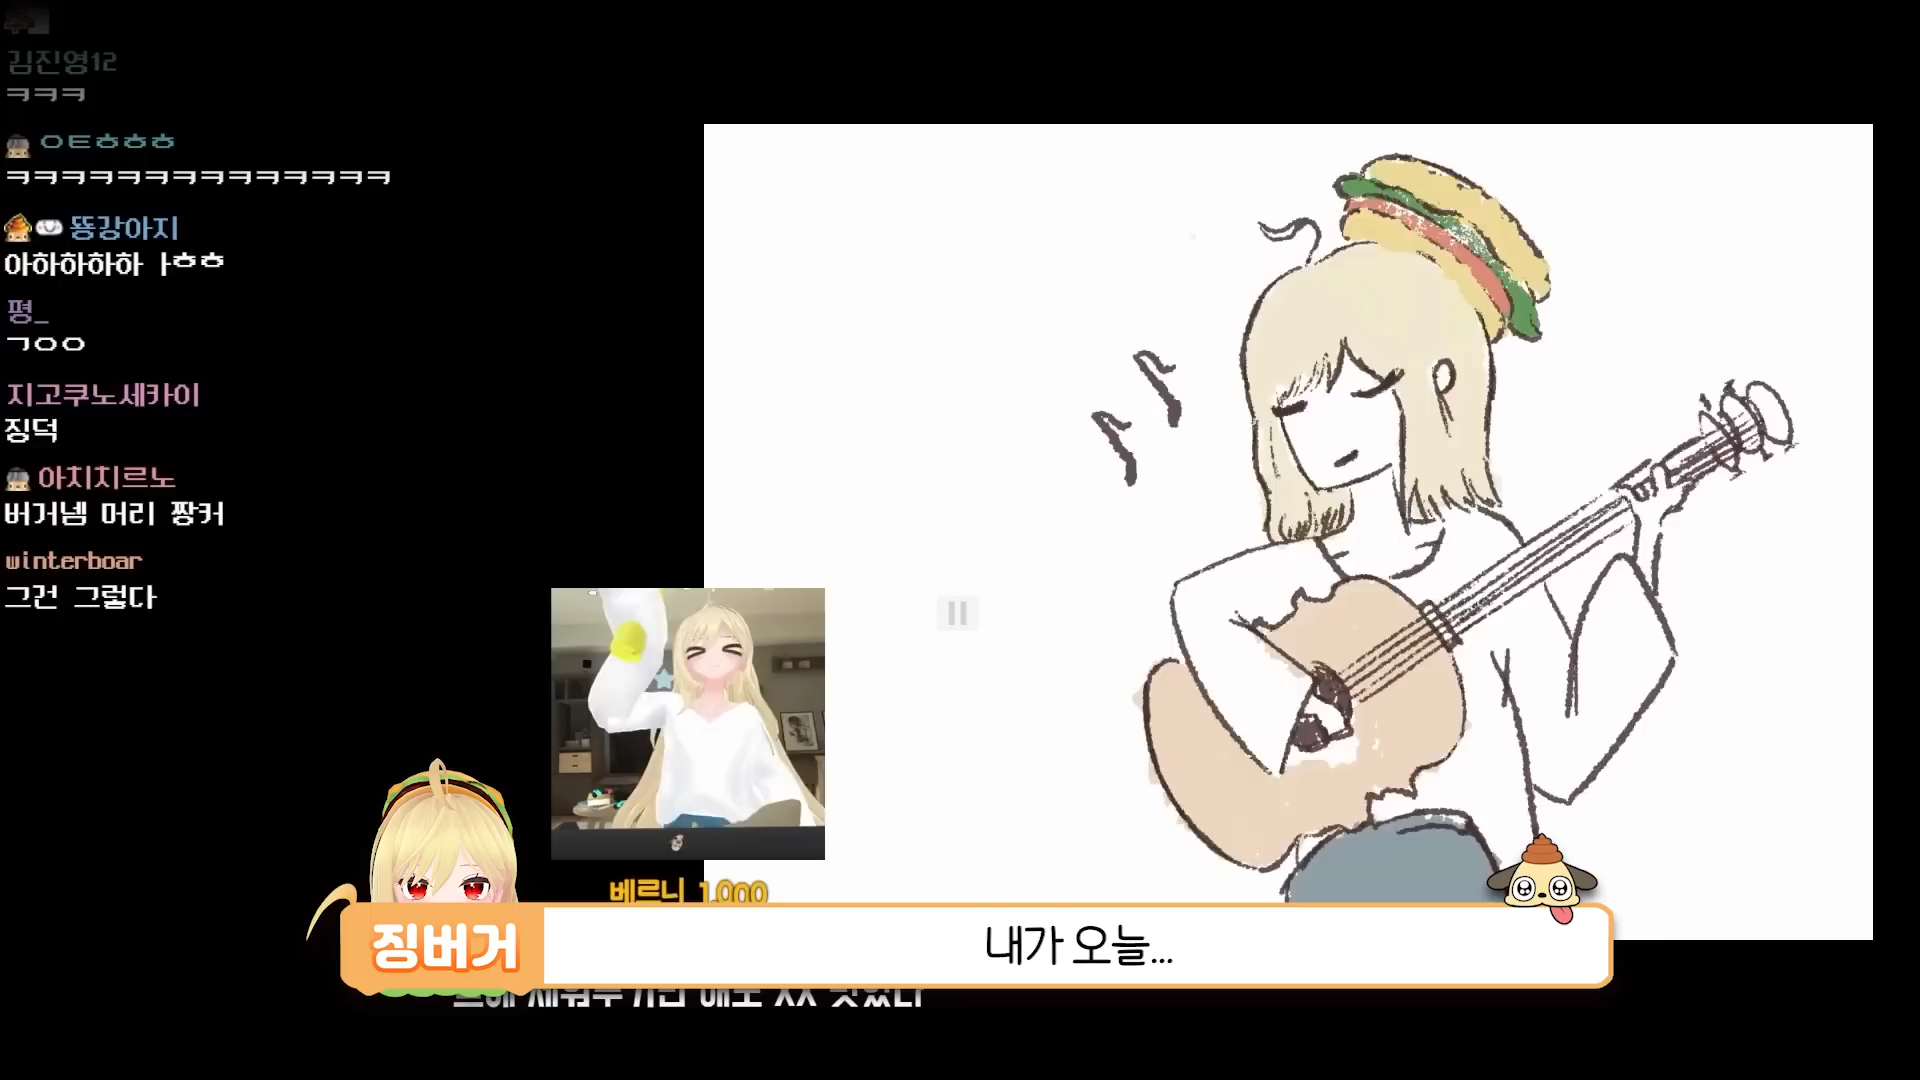 김진영12
ㅋㅋㅋ
ㅇㅌㅎㅎㅎ
ㅋㅋㅋㅋㅋㅋㅋㅋㅋㅋㅋㅋㅋㅋ
뚕강아지
아하하하하 ㅏㅎㅎ
평_
ㄱㅇㅇ
지고쿠노세카이
징덕
아치치르노
버거넴 머리 짱커
winterboar
그건 그렇다
베르니 1,000
징버거
내가 오늘...